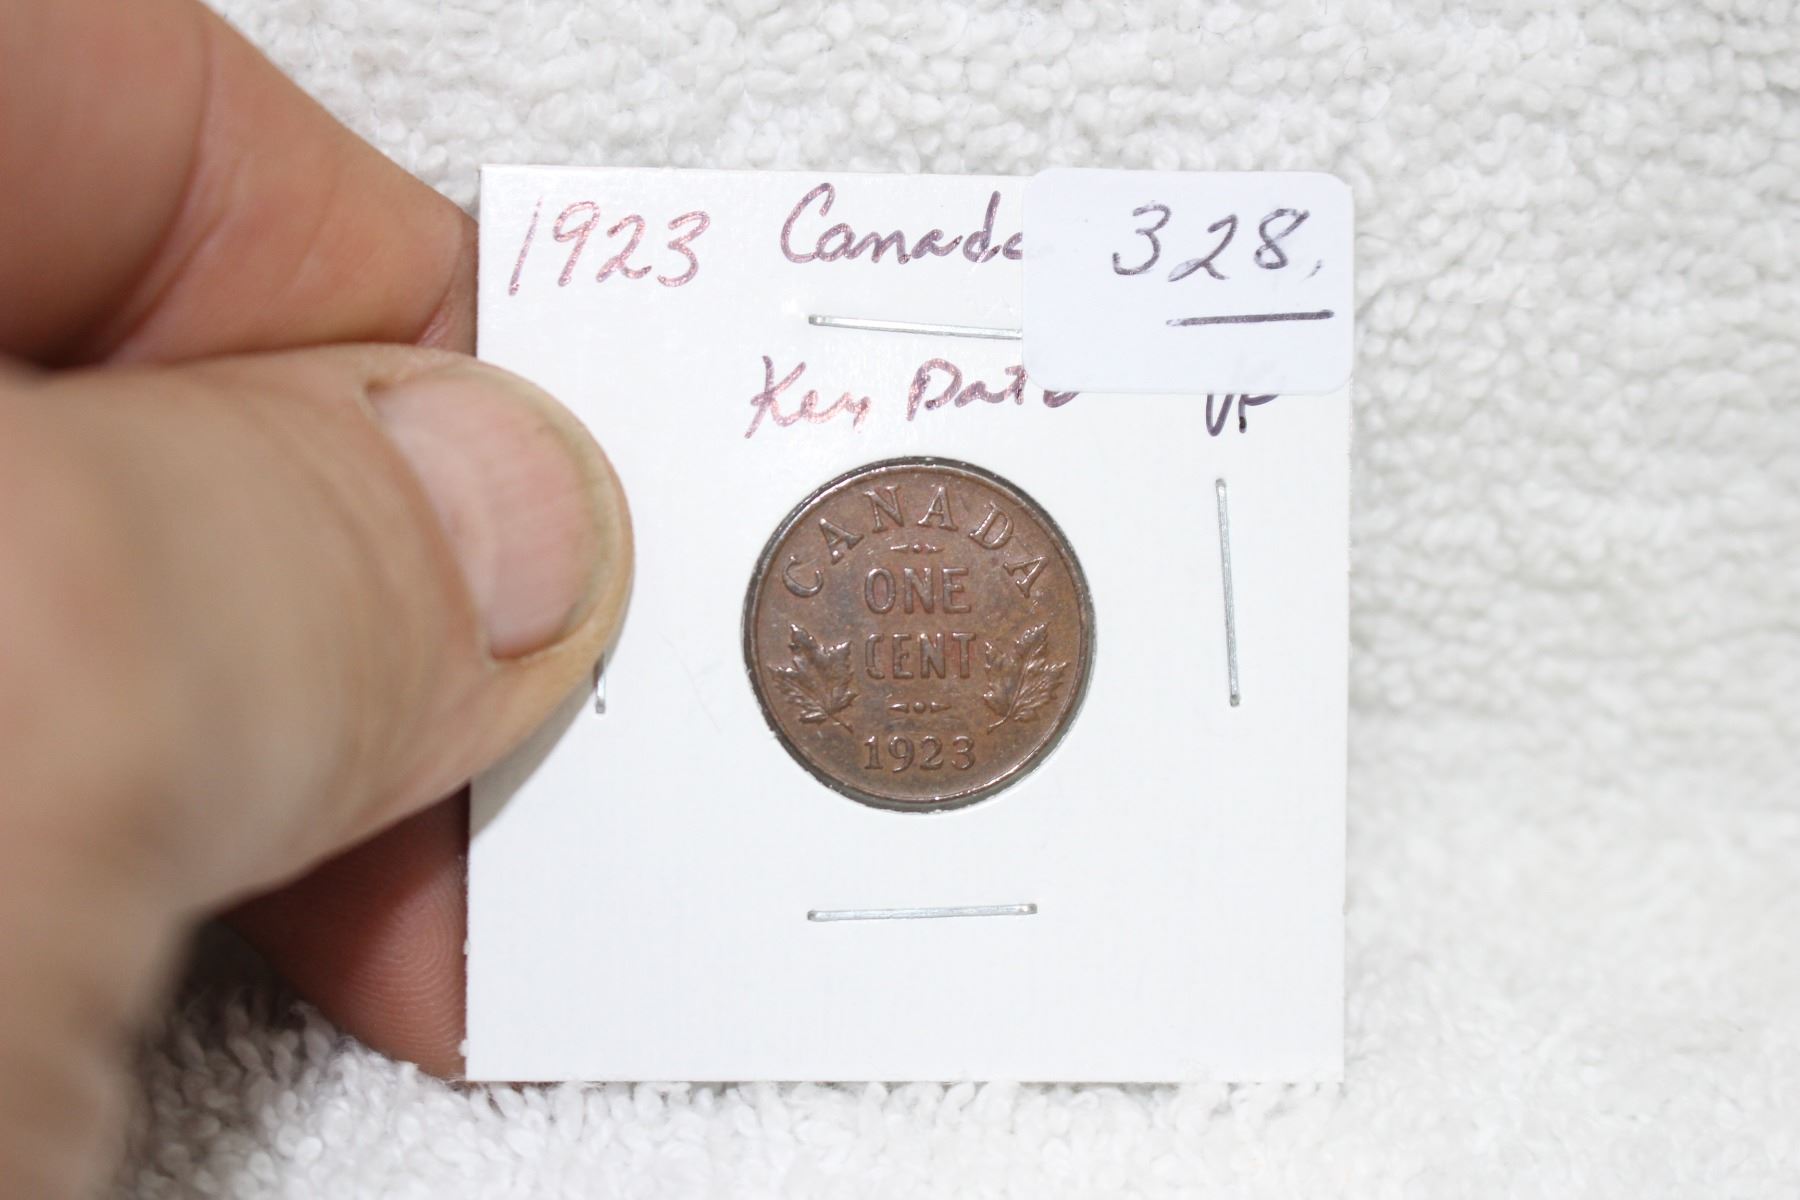 1923 Canada 328.
Key Date VF
CANADA
ONE
CENT
1923